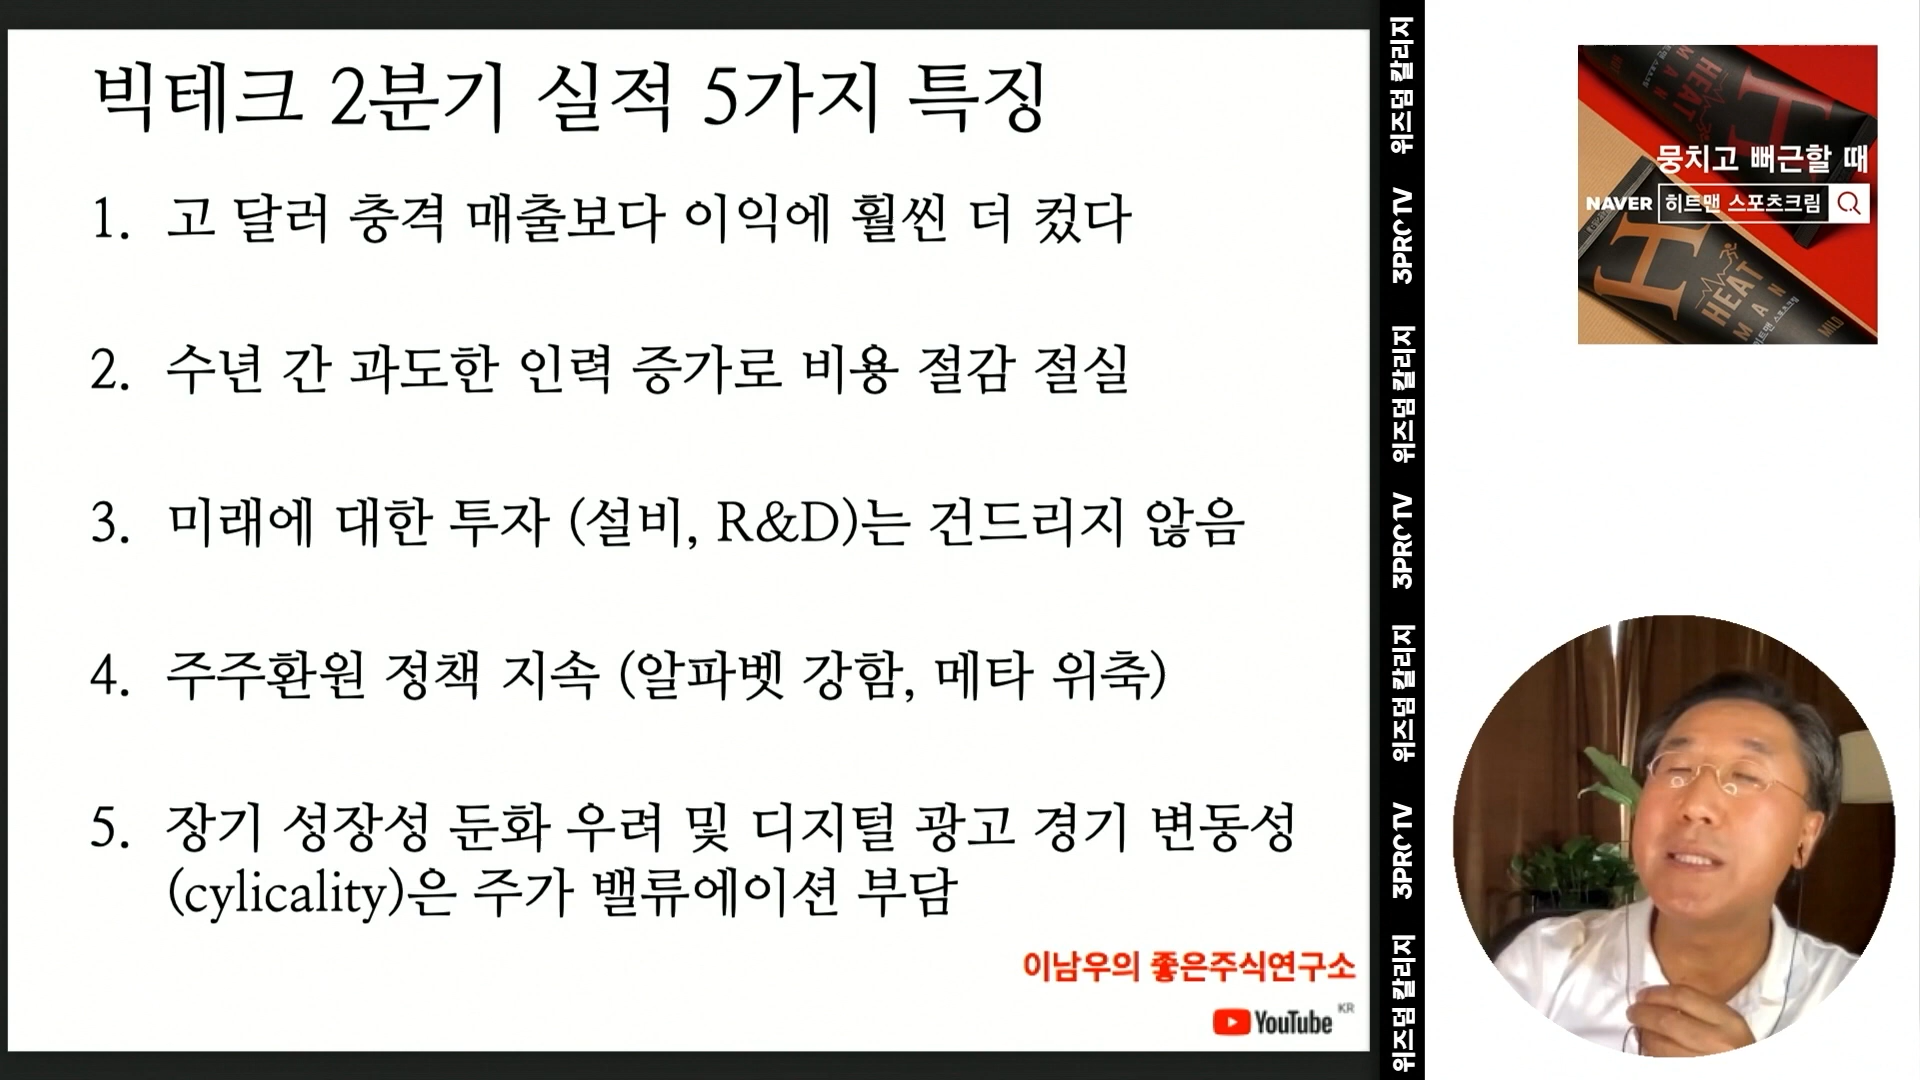 빅테크 2분기 실적 5가지 특징
1. 고 달러 충격 매출보다 이익에 훨씬 더 컸다
2. 수년 간 과도한 인력 증가로 비용 절감 절실
3. 미래에 대한 투자 (설비, R&D)는 건드리지 않음
4. 주주환원 정책 지속 (알파벳 강함, 메타 위축)
5. 장기 성장성 둔화 우려 및 디지털 광고 경기 변동성
(cylicality)은 주가 밸류에이션 부담
이남우의 좋은주식연구소
YouTube KR
위즈덤 칼리지
3PROTV
위즈덤 칼리지
3PROTV
위즈덤 칼리지
3PROTV
위즈덤 칼리지
뭉치고 뻐근할 때
NAVER 히트맨 스포츠크림
H
HEAT
MAN
H
HEAT
MAN
MILD